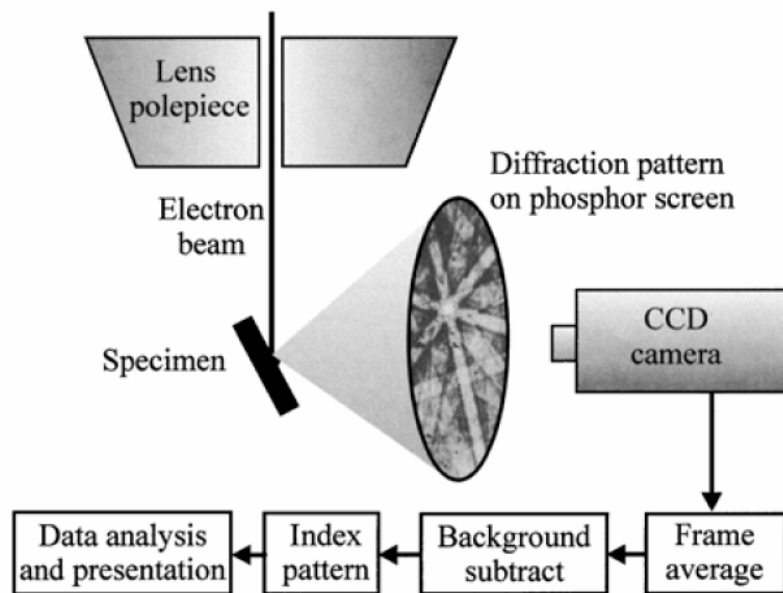 Lens
polepiece
Diffraction pattern
on phosphor screen
Electron
beam
CCD
camera
Specimen
Data analysis
and presentation
Index
pattern
Background
subtract
Frame
average